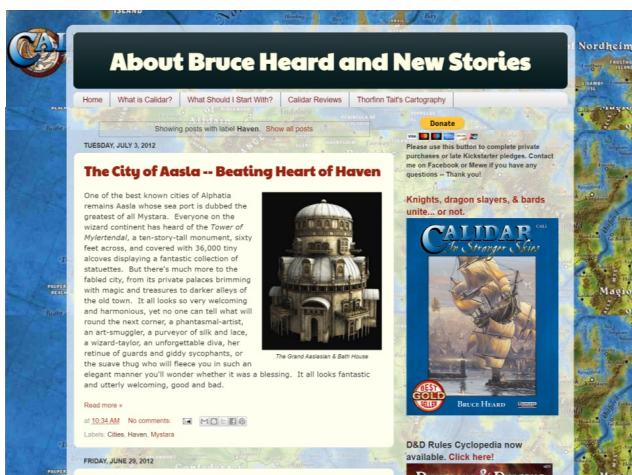 About Bruce Heard and New Stories
Home What is Calidar? What Should I Start With? Calidar Reviews Thorfinn Tait's Cartography
Showing posts with label Haven. Show all posts
TUESDAY, JULY 3, 2012
The City of Aasla -- Beating Heart of Haven
One of the best known cities of Alphatia
remains Aasla whose sea port is dubbed the
greatest of all Mystara. Everyone on the
wizard continent has heard of the Tower of
Mylertendal, a ten-story-tall monument, sixty
feet across, and covered with 36,000 tiny
alcoves displaying a fantastic collection of
statuettes. But there's much more to the
fabled city, from its private palaces brimming
with magic and treasures to darker alleys of
the old town. It all looks so very welcoming
and harmonious, yet no one can tell what will
round the next corner, a phantasmal-artist,
an art-smuggler, a purveyor of silk and lace,
a wizard-taylor, an unforgettable diva, her
retinue of guards and giddy sycophants, or
the suave thug who will fleece you in such an
elegant manner you'll wonder whether it was a blessing. It all looks fantastic
and utterly welcoming, good and bad.
The Grand Aaslasian & Bath House
Read more »
at 10:34 AM No comments:
Labels: Cities, Haven, Mystara
FRIDAY, JUNE 29, 2012
Donate
Please use this button to complete private
purchases or late Kickstarter pledges. Contact
me on Facebook or Mewe if you have any
questions -- Thank you!
Knights, dragon slayers, & bards
unite... or not.
CALIDAR
In Stranger Skies
BEST
GOLD
SELLER
BRUCE HEARD
D&D Rules Cyclopedia now
available. Click here!
Nordheim